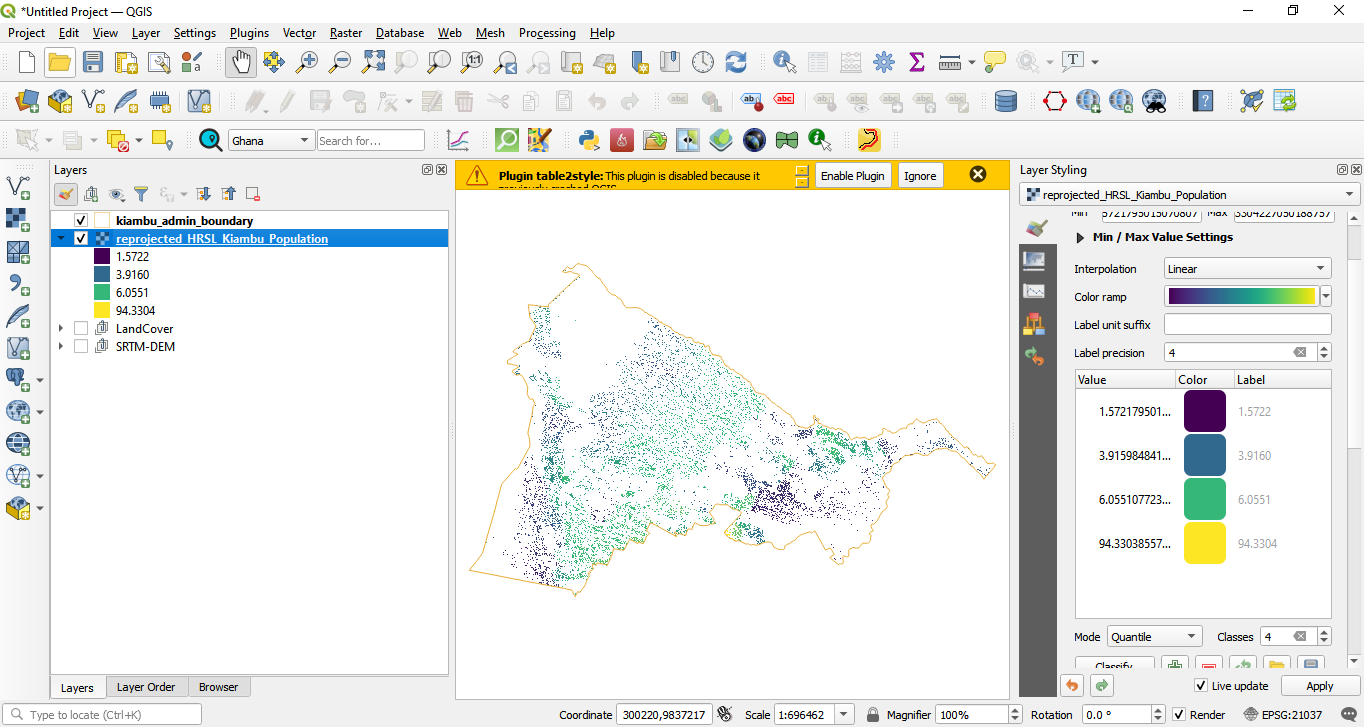 *Untitled Project — QGIS
Project Edit View Layer Settings Plugins Vector Raster Database Web Mesh Processing Help
Ghana Search for...
Layers
Plugin table2style: This plugin is disabled because it
previously crashed QGIS
Enable Plugin Ignore
Layer Styling
kiambu_admin_boundary
reprojected_HRSL_Kiambu_Population
1.5722
3.9160
6.0551
94.3304
LandCover
SRTM-DEM
reprojected_HRSL_Kiambu_Population
Min 5721795015070807 Max 3304227050188757
Min / Max Value Settings
Interpolation Linear
Color ramp
Label unit suffix
Label precision 4
Value Color Label
1.572179501... 1.5722
3.915984841... 3.9160
6.055107723... 6.0551
94.33038557... 94.3304
Mode Quantile Classes 4
Classify
Live update Apply
Layers Layer Order Browser
Type to locate (Ctrl+K) Coordinate 300220,9837217 Scale 1:696462 Magnifier 100% Rotation 0.0 ° Render EPSG:21037